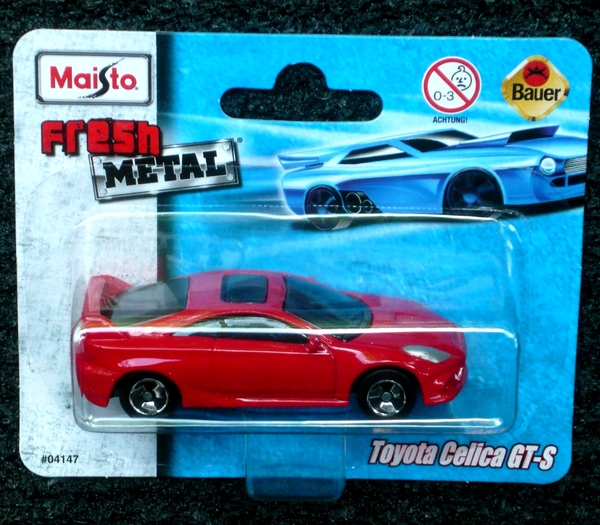 Maisto
Fresh
METAL
0-3
ACHTUNG!
Bauer
#04147
Toyota Celica GT-S